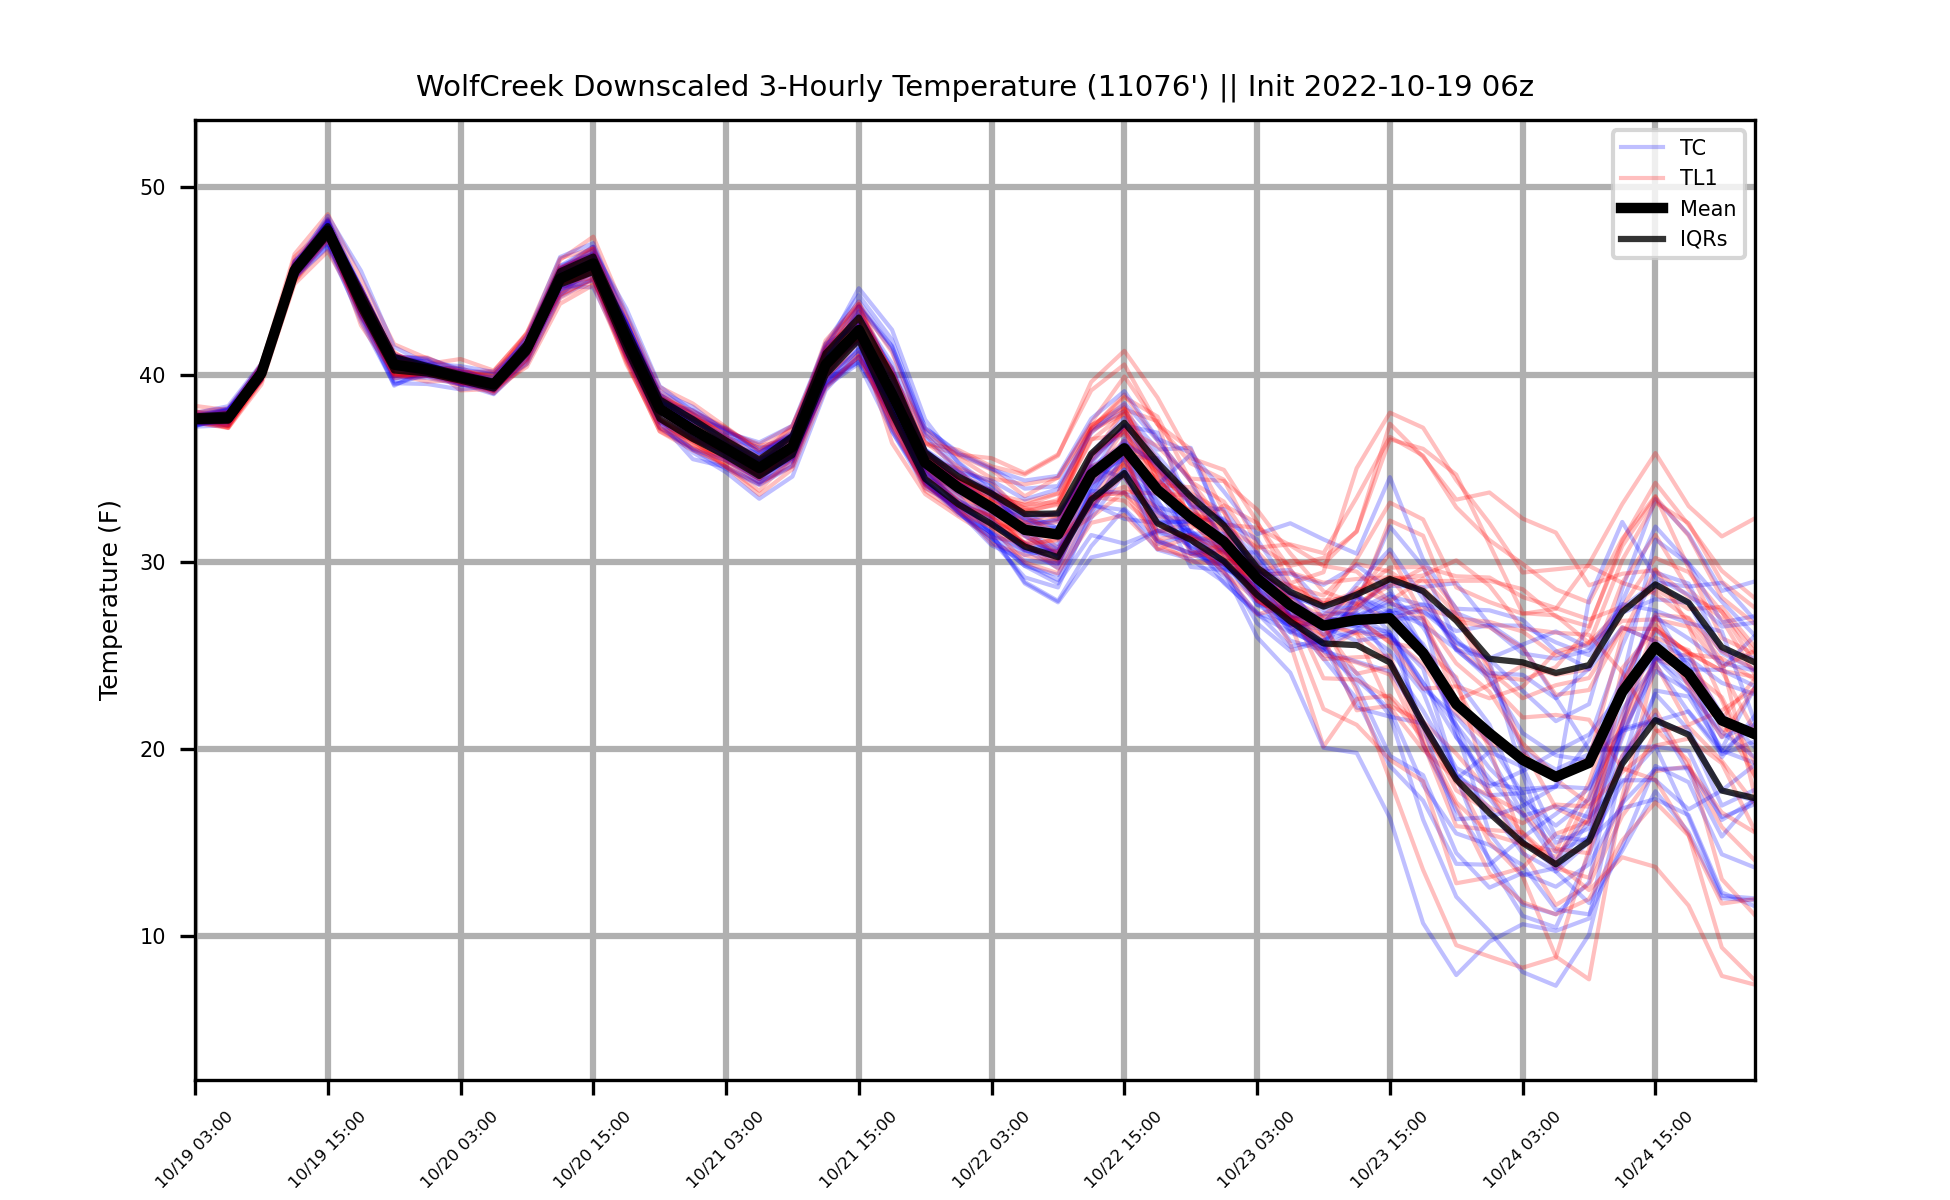 WolfCreek Downscaled 3-Hourly Temperature (11076') || Init 2022-10-19 06z
TC
TL1
Mean
IQRs
Temperature (F)
50
40
30
20
10
10/19 03:00
10/19 15:00
10/20 03:00
10/20 15:00
10/21 03:00
10/21 15:00
10/22 03:00
10/22 15:00
10/23 03:00
10/23 15:00
10/24 03:00
10/24 15:00